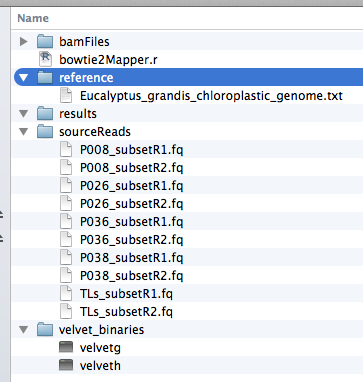 Name
bamFiles
bowtie2Mapper.r
reference
Eucalyptus_grandis_chloroplastic_genome.txt
results
sourceReads
P008_subsetR1.fq
P008_subsetR2.fq
P026_subsetR1.fq
P026_subsetR2.fq
P036_subsetR1.fq
P036_subsetR2.fq
P038_subsetR1.fq
P038_subsetR2.fq
TLs_subsetR1.fq
TLs_subsetR2.fq
velvet_binaries
velvetg
velveth